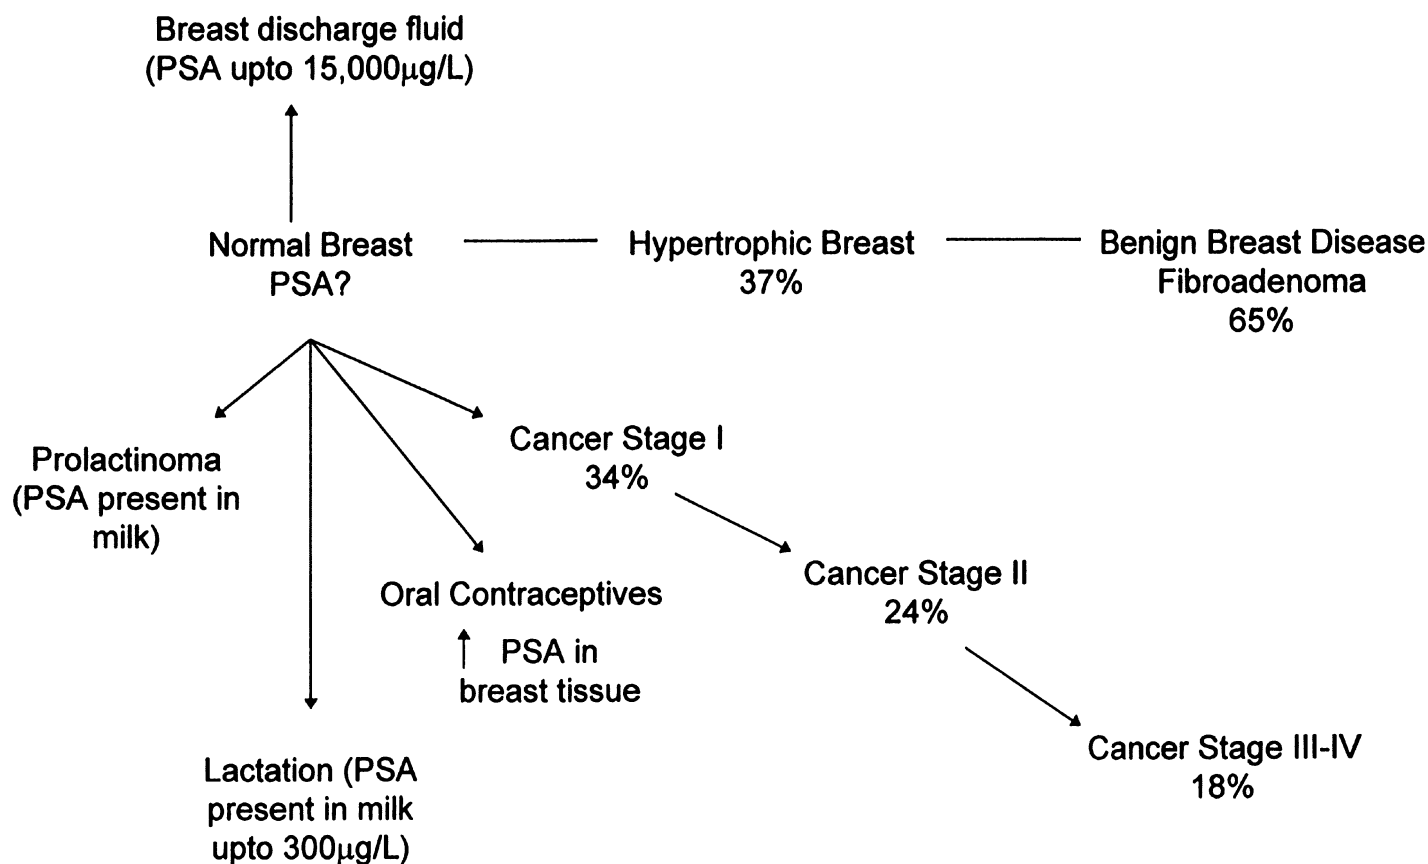 Breast discharge fluid
(PSA upto 15,000µg/L)
Normal Breast
PSA?
Hypertrophic Breast
37%
Benign Breast Disease
Fibroadenoma
65%
Prolactinoma
(PSA present in
milk)
Cancer Stage I
34%
Oral Contraceptives
↑ PSA in
breast tissue
Cancer Stage II
24%
Lactation (PSA
present in milk
upto 300µg/L)
Cancer Stage III-IV
18%